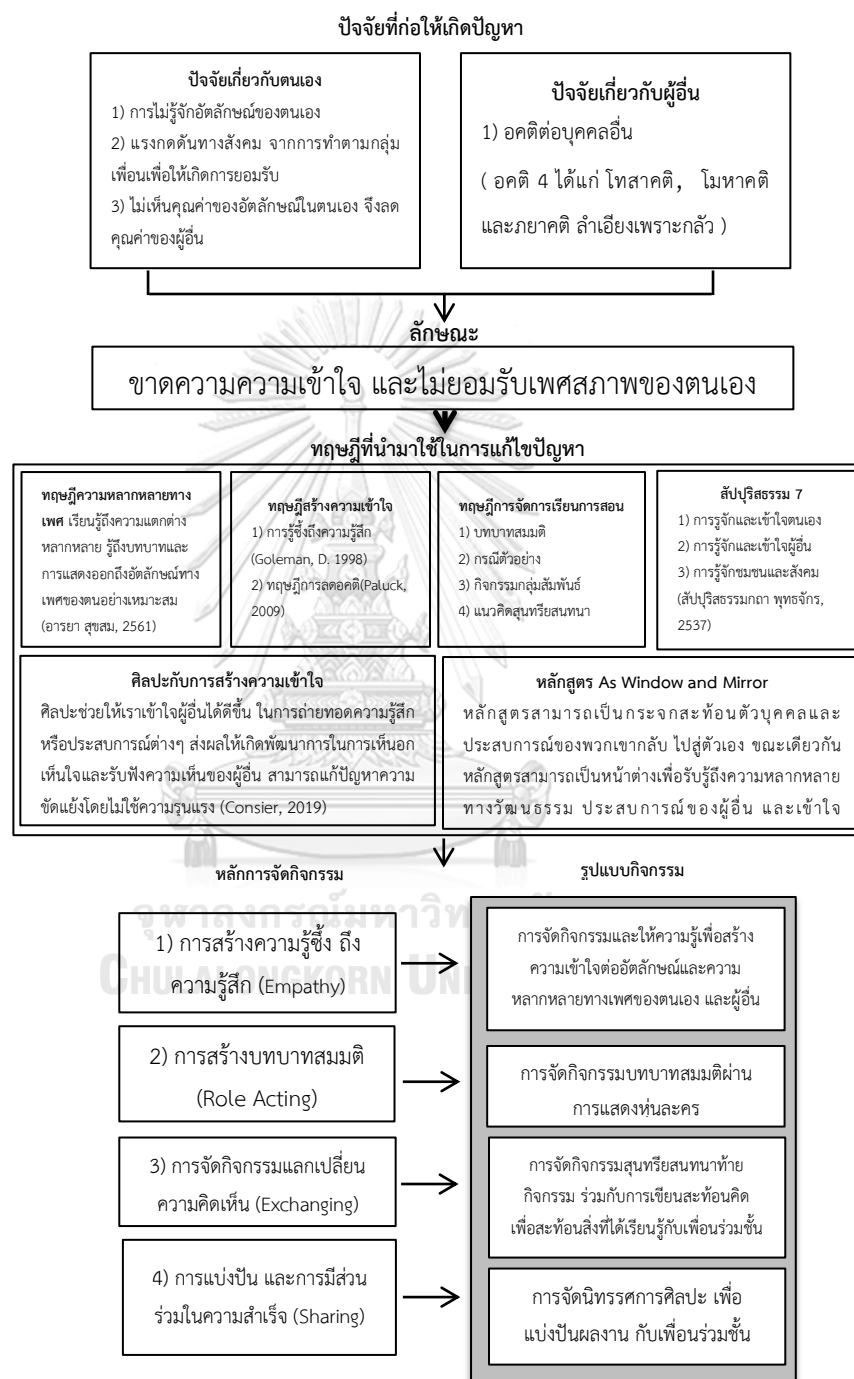 ปัจจัยที่ก่อให้เกิดปัญหา
ปัจจัยเกี่ยวกับตนเอง
1) การไม่รู้จักอัตลักษณ์ของตนเอง
2) แรงกดดันทางสังคม จากการทำตามกลุ่ม
เพื่อนเพื่อให้เกิดการยอมรับ
3) ไม่เห็นคุณค่าของอัตลักษณ์ในตนเอง จึงลด
คุณค่าของผู้อื่น
ปัจจัยเกี่ยวกับผู้อื่น
1) อคติต่อบุคคลอื่น
( อคติ 4 ได้แก่ โทสาคติ, โมหาคติ
และภยาคติ ลำเอียงเพราะกลัว )
ลักษณะ
ขาดความความเข้าใจ และไม่ยอมรับเพศสภาพของตนเอง
ทฤษฎีที่นำมาใช้ในการแก้ไขปัญหา
ทฤษฎีความหลากหลายทาง
เพศ เรียนรู้ถึงความแตกต่าง
หลากหลาย รู้ถึงบทบาทและ
การแสดงออกถึงอัตลักษณ์ทาง
เพศของตนอย่างเหมาะสม
(อารยา สุขสม, 2561)
ทฤษฎีสร้างความเข้าใจ
1) การรู้ซึ้งถึงความรู้สึก
(Goleman, D. 1998)
2) ทฤษฎีการลดอคติ(Paluck,
2009)
ทฤษฎีการจัดการเรียนการสอน
1) บทบาทสมมติ
2) กรณีตัวอย่าง
3) กิจกรรมกลุ่มสัมพันธ์
4) แนวคิดสุนทรียสนทนา
สัปปุริสธรรม 7
1) การรู้จักและเข้าใจตนเอง
2) การรู้จักและเข้าใจผู้อื่น
3) การรู้จักชุมชนและสังคม
(สัปปุริสธรรมกถา พุทธจักร,
2537)
ศิลปะกับการสร้างความเข้าใจ
ศิลปะช่วยให้เราเข้าใจผู้อื่นได้ดีขึ้น ในการถ่ายทอดความรู้สึก
หรือประสบการณ์ต่างๆ ส่งผลให้เกิดพัฒนาการในการเห็นอก
เห็นใจและรับฟังความเห็นของผู้อื่น สามารถแก้ปัญหาความ
ขัดแย้งโดยไม่ใช้ความรุนแรง (Consier, 2019)
หลักสูตร As Window and Mirror
หลักสูตรสามารถเป็นกระจกสะท้อนตัวบุคคลและ
ประสบการณ์ของพวกเขากลับ ไปสู่ตัวเอง ขณะเดียวกัน
หลักสูตรสามารถเป็นหน้าต่างเพื่อรับรู้ถึงความหลากหลาย
ทางวัฒนธรรม ประสบการณ์ของผู้อื่น และเข้าใจ
หลักการจัดกิจกรรม
รูปแบบกิจกรรม
จุฬาลงกรณ์มหาวิท
CHULALONGKORN UN
1) การสร้างความรู้ซึ้ง ถึง
ความรู้สึก (Empathy)
การจัดกิจกรรมและให้ความรู้เพื่อสร้าง
ความเข้าใจต่ออัตลักษณ์และความ
หลากหลายทางเพศของตนเอง และผู้อื่น
2) การสร้างบทบาทสมมติ
(Role Acting)
การจัดกิจกรรมบทบาทสมมติผ่าน
การแสดงหุ่นละคร
3) การจัดกิจกรรมแลกเปลี่ยน
ความคิดเห็น (Exchanging)
การจัดกิจกรรมสุนทรียสนทนาท้าย
กิจกรรม ร่วมกับการเขียนสะท้อนคิด
เพื่อสะท้อนสิ่งที่ได้เรียนรู้กับเพื่อนร่วมชั้น
4) การแบ่งปัน และการมีส่วน
ร่วมในความสำเร็จ (Sharing)
การจัดนิทรรศการศิลปะ เพื่อ
แบ่งปันผลงาน กับเพื่อนร่วมชั้น